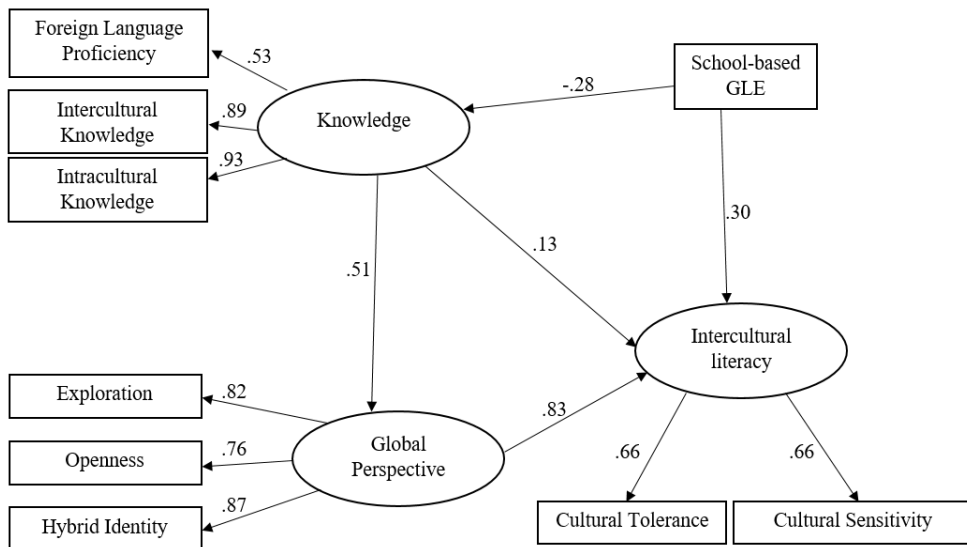 Foreign Language
Proficiency
.53
School-based
GLE
-.28
Intercultural
Knowledge
.89
Knowledge
Intracultural
Knowledge
.93
.30
.13
.51
Intercultural
literacy
Exploration
.82
.83
Global
Perspective
Openness
.76
.66
.66
Hybrid Identity
.87
Cultural Tolerance
Cultural Sensitivity